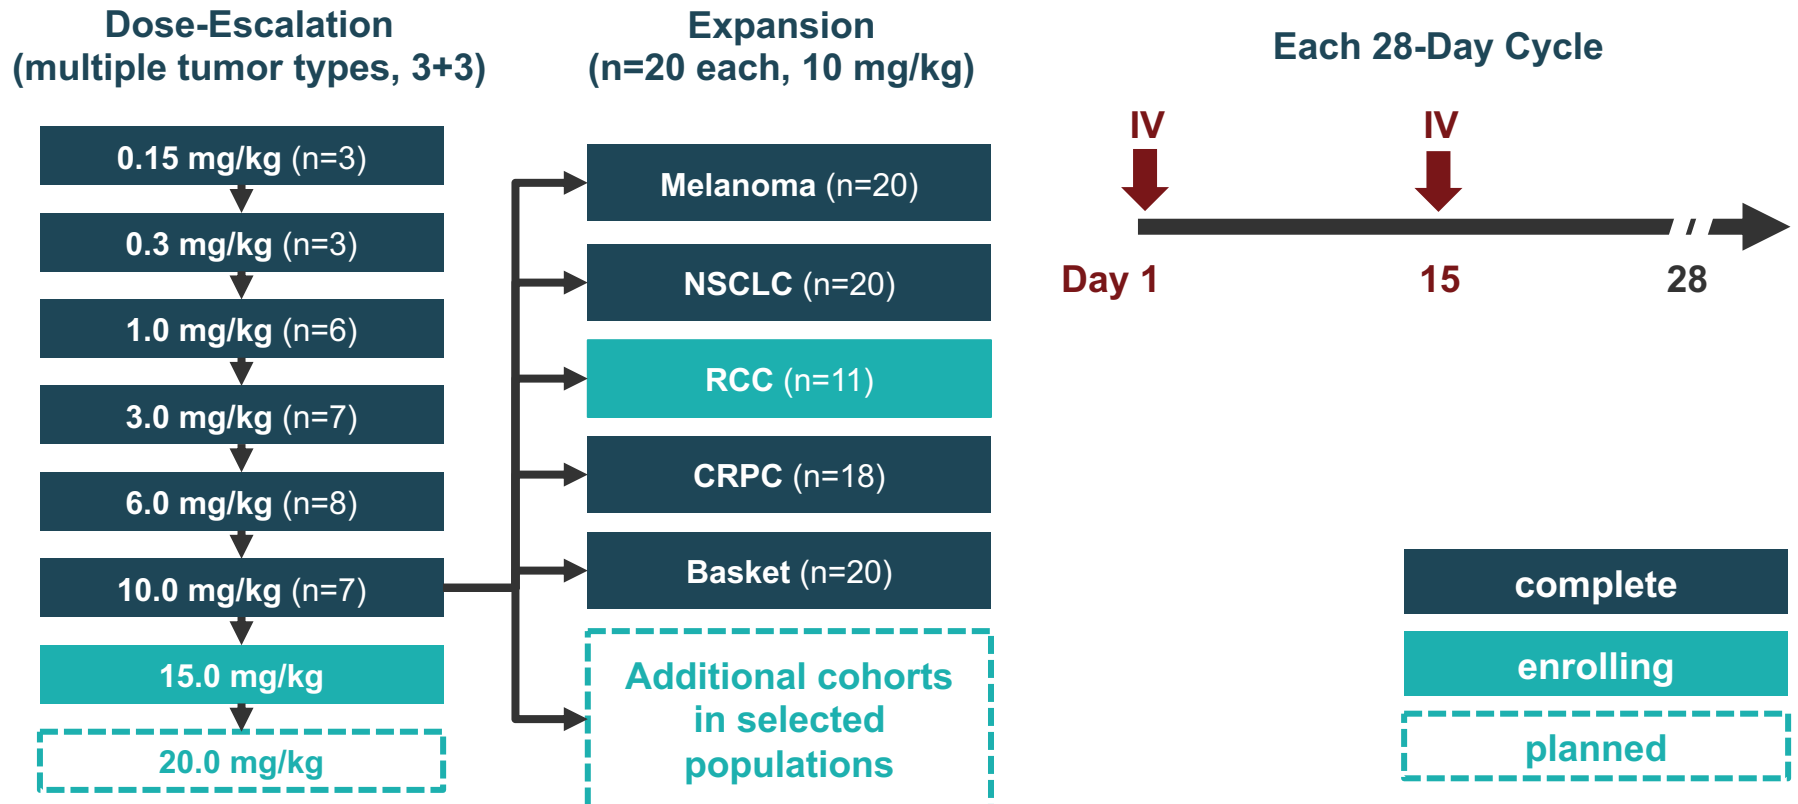 Dose-Escalation
(multiple tumor types, 3+3)
0.15 mg/kg (n=3)
0.3 mg/kg (n=3)
1.0 mg/kg (n=6)
3.0 mg/kg (n=7)
6.0 mg/kg (n=8)
10.0 mg/kg (n=7)
15.0 mg/kg
20.0 mg/kg
Expansion
(n=20 each, 10 mg/kg)
Melanoma (n=20)
NSCLC (n=20)
RCC (n=11)
CRPC (n=18)
Basket (n=20)
Additional cohorts
in selected
populations
Each 28-Day Cycle
IV IV
Day 1 15 28
complete
enrolling
planned